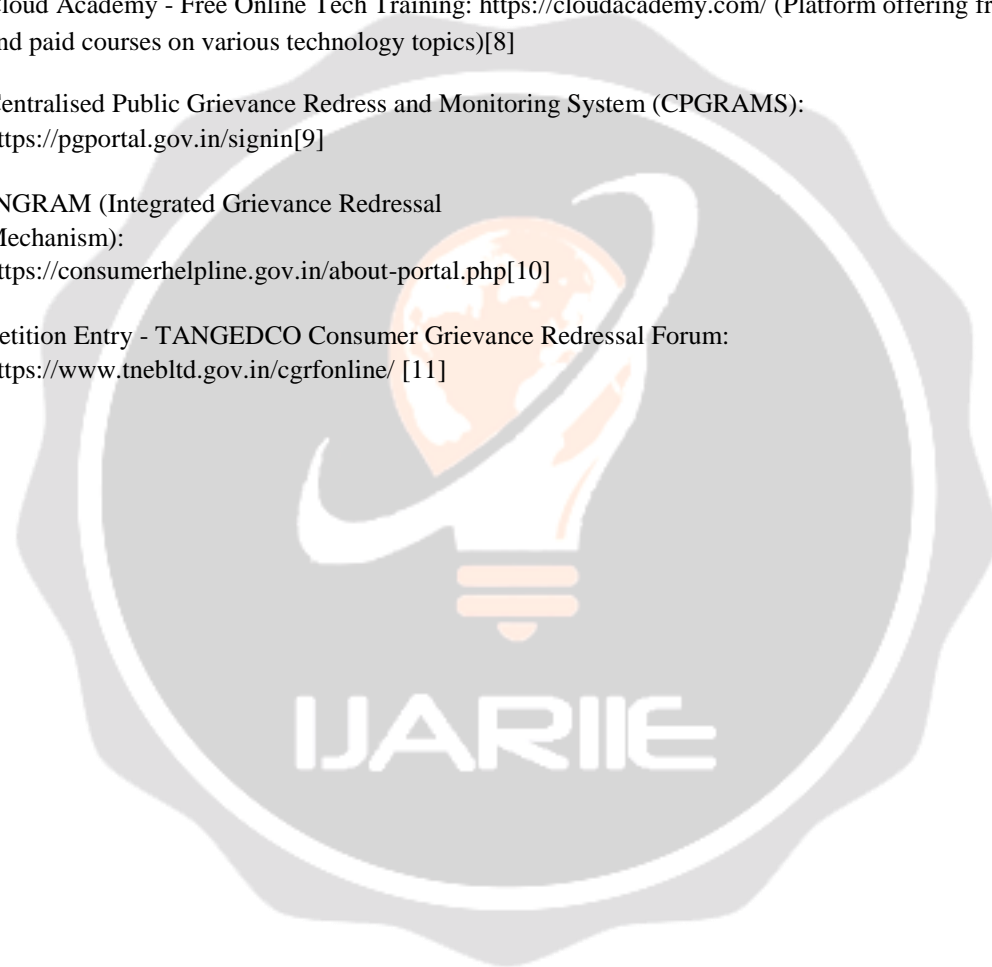 loud Academy - Free Online Tech Training: https://cloudacademy.com/ (Platform offering fr
nd paid courses on various technology topics)[8]
entralised Public Grievance Redress and Monitoring System (CPGRAMS):
ttps://pgportal.gov.in/signin[9]
NGRAM (Integrated Grievance Redressal
Mechanism):
ttps://consumerhelpline.gov.in/about-portal.php[10]
etition Entry - TANGEDCO Consumer Grievance Redressal Forum:
ttps://www.tnebltd.gov.in/cgrfonline/ [11]
IJARIIE